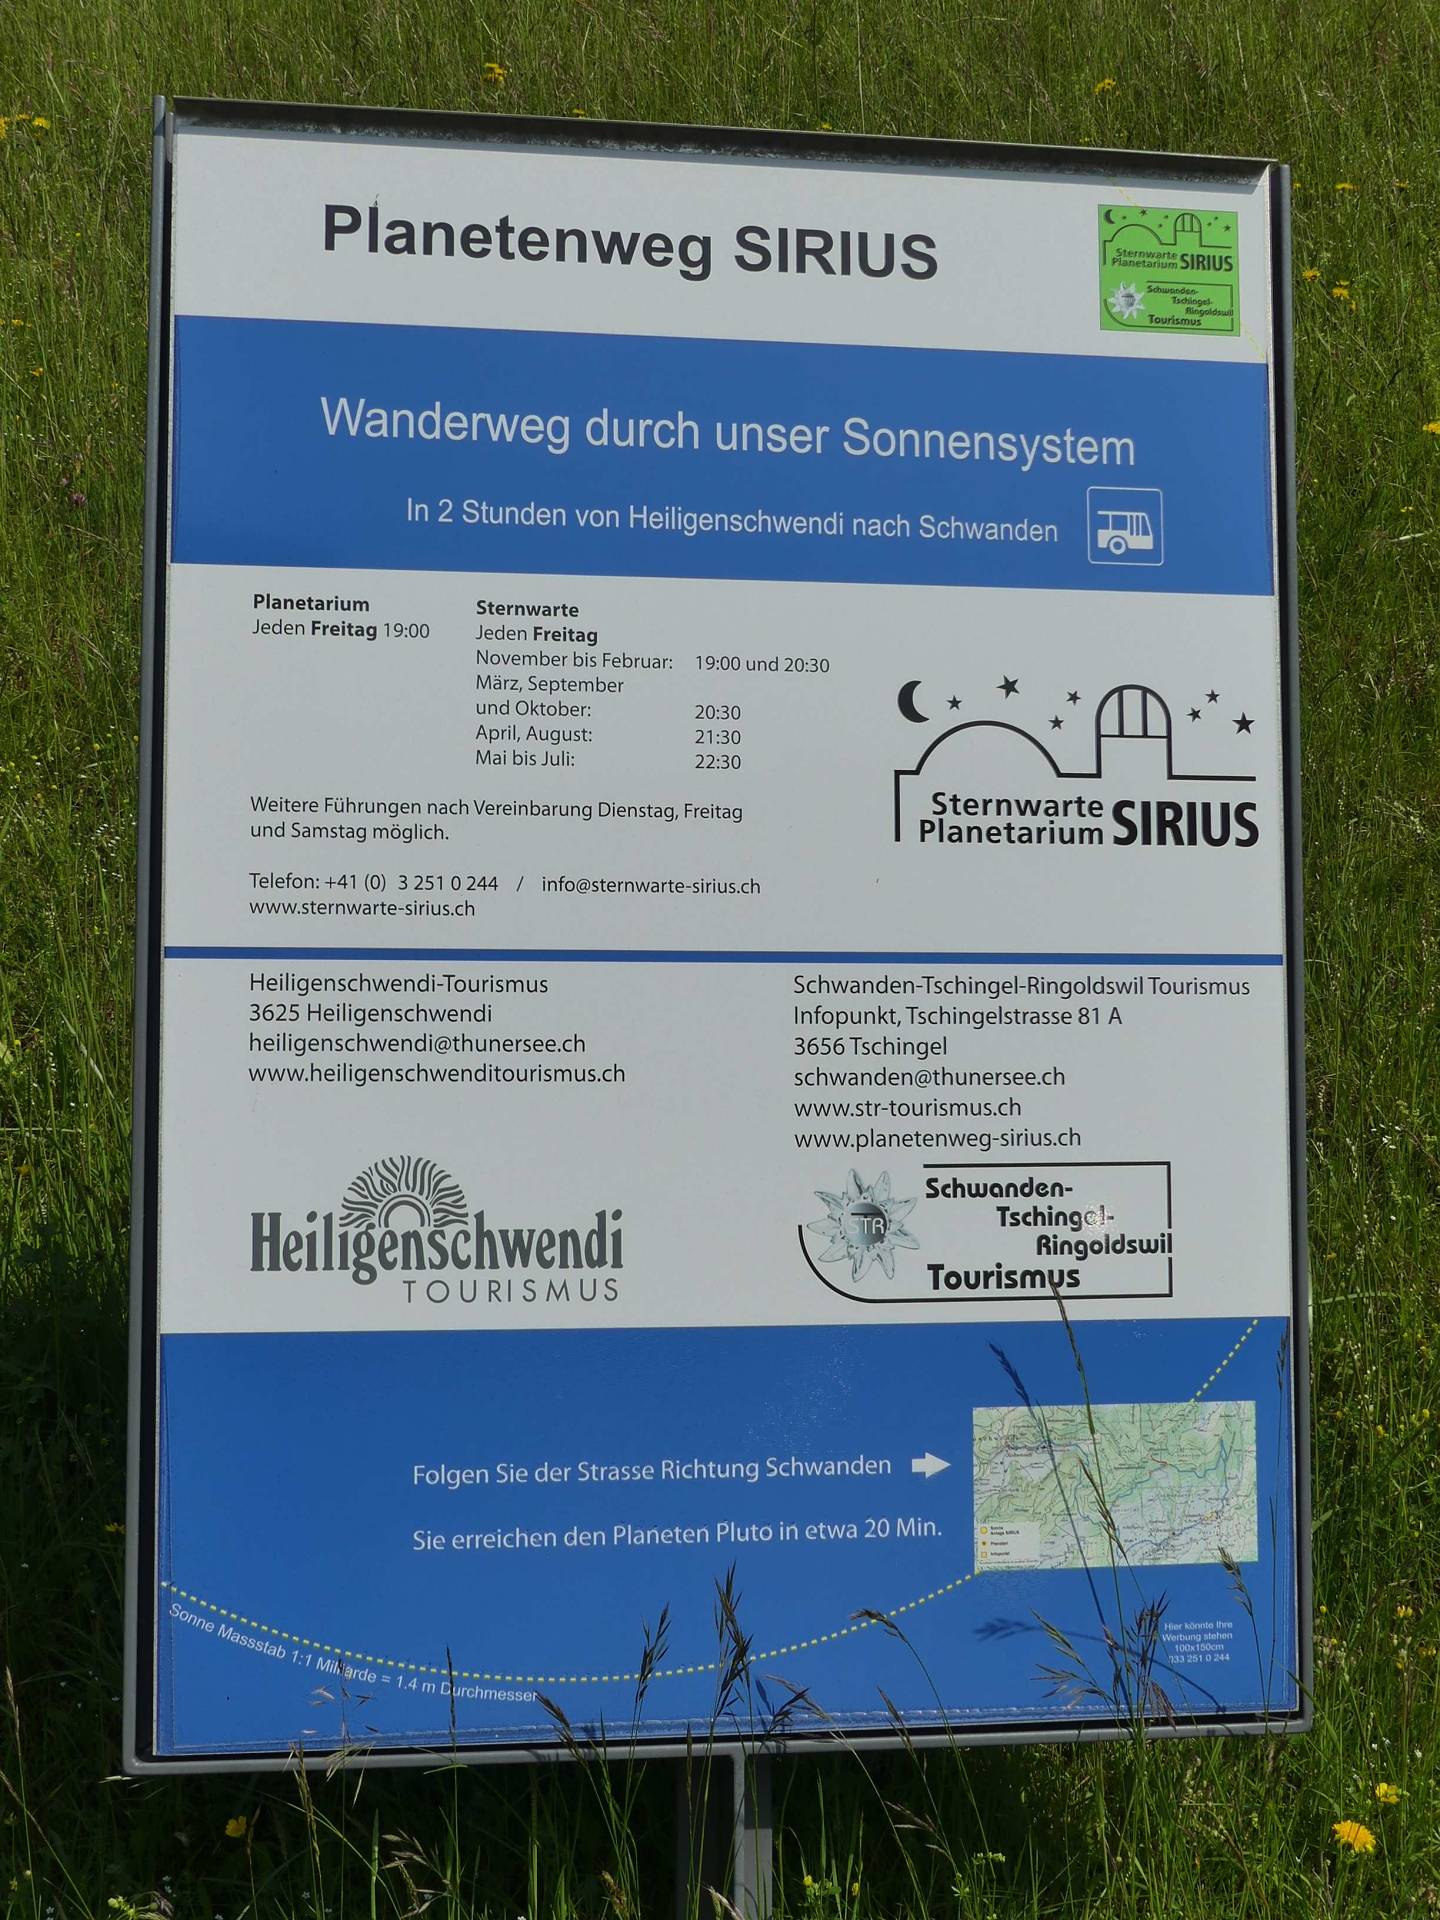 Planetenweg SIRIUS
Sternwarte
Planetarium SIRIUS
Schwanden-
Tschingel-
Ringoldswil
Tourismus
Wanderweg durch unser Sonnensystem
In 2 Stunden von Heiligenschwendi nach Schwanden
Planetarium
Jeden Freitag 19:00
Sternwarte
Jeden Freitag
November bis Februar: 19:00 und 20:30
März, September
und Oktober: 20:30
April, August: 21:30
Mai bis Juli: 22:30
Weitere Führungen nach Vereinbarung Dienstag, Freitag
und Samstag möglich.
Telefon: +41 (0) 3 251 0 244 / info@sternwarte-sirius.ch
www.sternwarte-sirius.ch
Sternwarte
Planetarium SIRIUS
Heiligenschwendi-Tourismus
3625 Heiligenschwendi
heiligenschwendi@thunersee.ch
www.heiligenschwenditourismus.ch
Heiligenschwendi
TOURISMUS
Schwanden-Tschingel-Ringoldswil Tourismus
Infopunkt, Tschingelstrasse 81 A
3656 Tschingel
schwanden@thunersee.ch
www.str-tourismus.ch
www.planetenweg-sirius.ch
STR
Schwanden-
Tschingel-
Ringoldswil
Tourismus
Folgen Sie der Strasse Richtung Schwanden
Sie erreichen den Planeten Pluto in etwa 20 Min.
Sonne
Anlage SIRIUS
Planeten
Infopunkt
Sonne Massstab 1:1 Milliarde = 1.4 m Durchmesser
Hier könnte Ihre
Werbung stehen
100x150cm
033 251 0 244